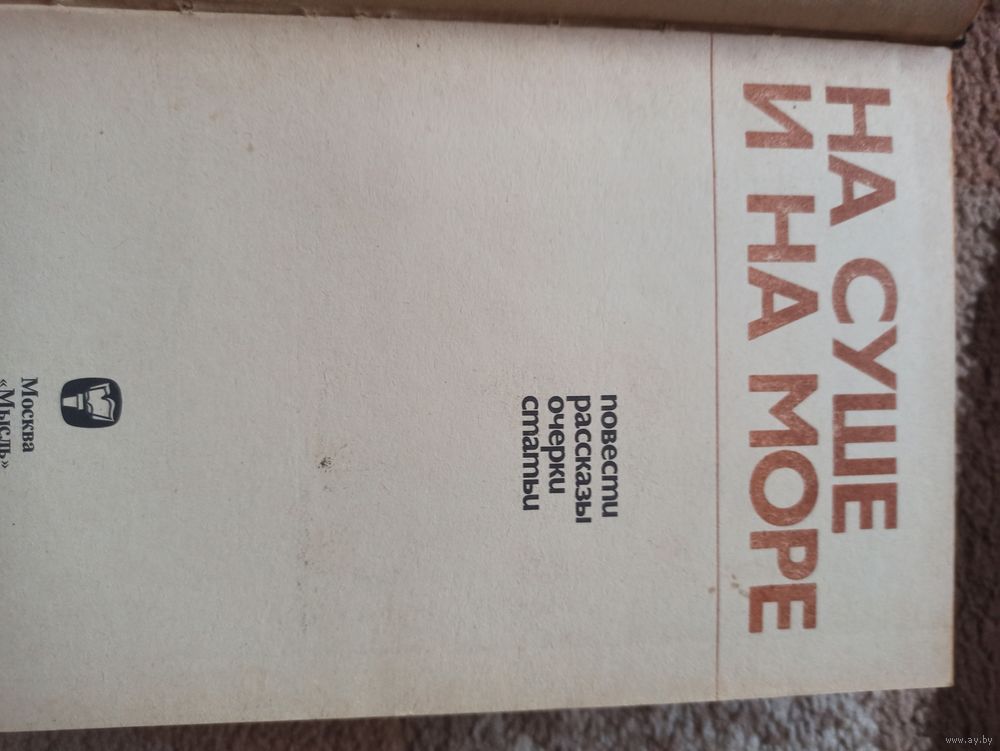 НА СУШЕ
И НА МОРЕ
повести
рассказы
очерки
статьи
Москва
«Мысль»
www.ay.by